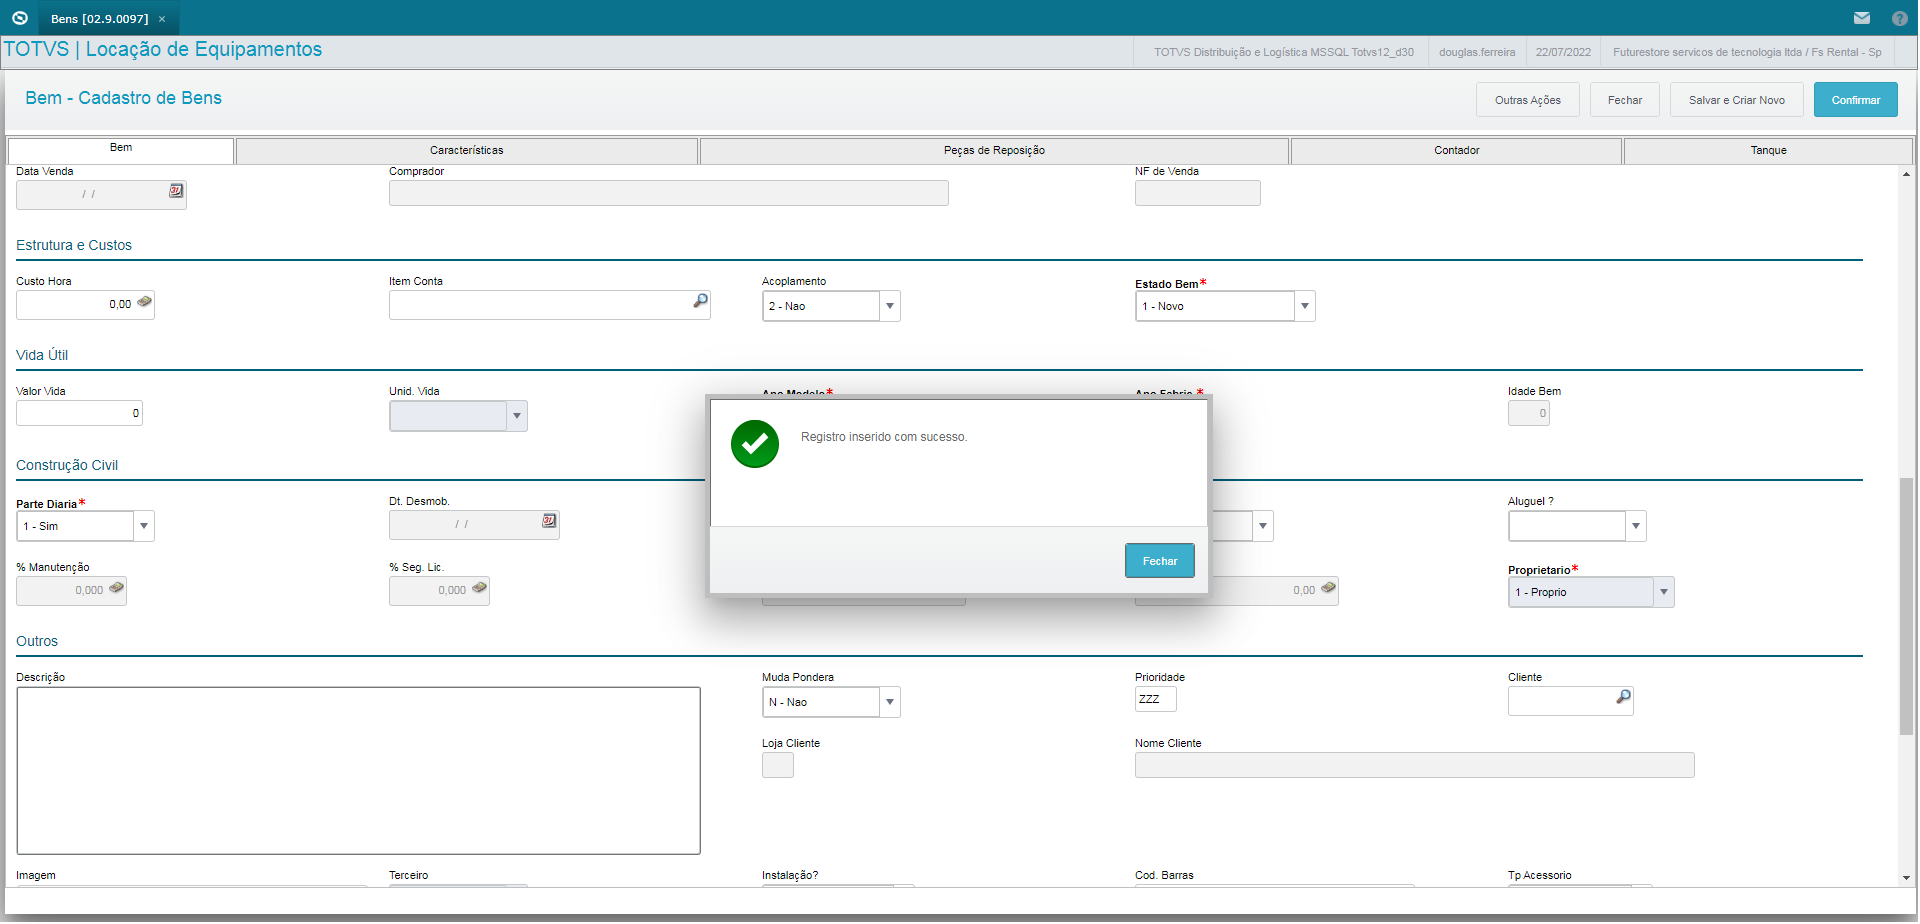 Bens [02.9.0097] ×
TOTVS | Locação de Equipamentos
TOTVS Distribuição e Logística MSSQL Totvs12_d30
douglas.ferreira
22/07/2022
Futurestore servicos de tecnologia ltda / Fs Rental - Sp
Bem - Cadastro de Bens
Outras Ações
Fechar
Salvar e Criar Novo
Confirmar
Bem
Características
Peças de Reposição
Contador
Tanque
Data Venda
Comprador
NF de Venda
/ /
Estrutura e Custos
Custo Hora
Item Conta
Acoplamento
Estado Bem*
0,00
2 - Nao
1 - Novo
Vida Útil
Valor Vida
Unid. Vida
Ano Modelo*
Ano Fabric.*
Idade Bem
0
0
Registro inserido com sucesso.
Fechar
Construção Civil
Parte Diaria*
Dt. Desmob.
Aluguel ?
1 - Sim
/ /
% Manutenção
% Seg. Lic.
Proprietario*
0,000
0,000
0,00
1 - Proprio
Outros
Descrição
Muda Pondera
Prioridade
Cliente
N - Nao
ZZZ
Loja Cliente
Nome Cliente
Imagem
Terceiro
Instalação?
Cod. Barras
Tp Acessorio